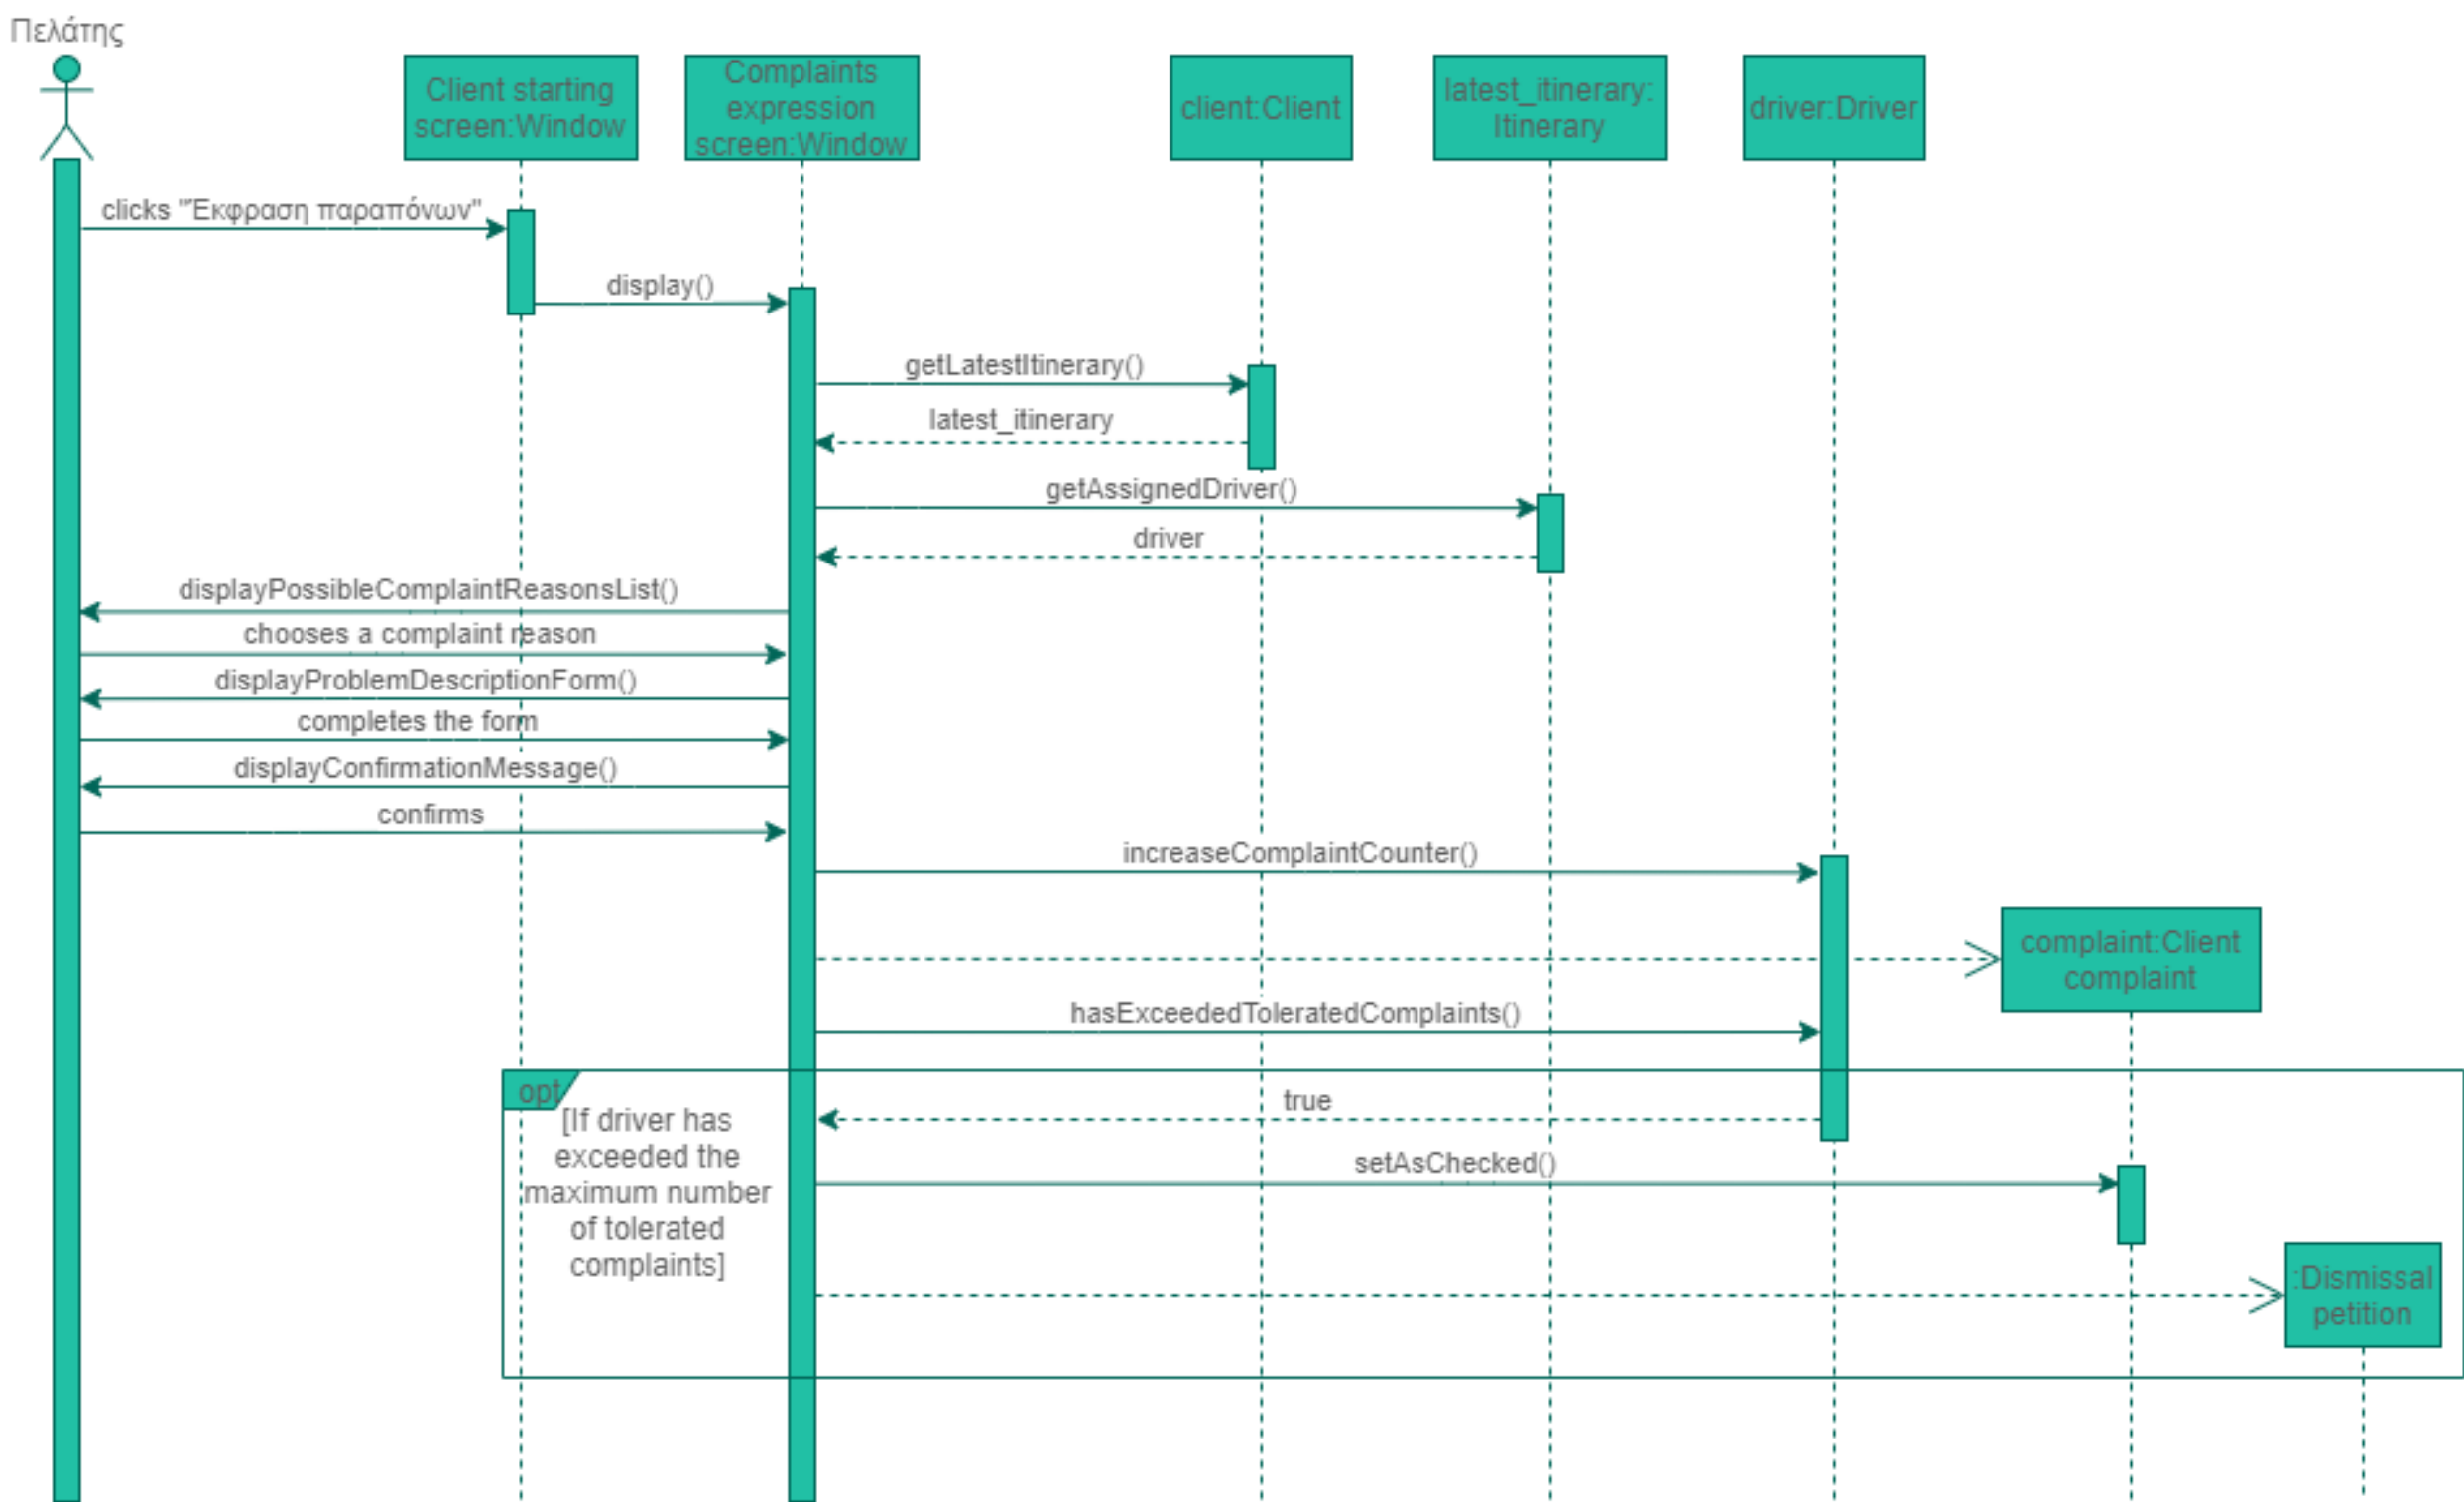 Πελάτης
Client starting
screen:Window
Complaints
expression
screen:Window
client:Client
latest_itinerary:
Itinerary
driver:Driver
clicks "Έκφραση παραπόνων"
display()
getLatestItinerary()
latest_itinerary
getAssignedDriver()
driver
displayPossibleComplaintReasonsList()
chooses a complaint reason
displayProblemDescriptionForm()
completes the form
displayConfirmationMessage()
confirms
increaseComplaintCounter()
complaint:Client
complaint
hasExceededToleratedComplaints()
opt
[If driver has
exceeded the
maximum number
of tolerated
complaints]
true
setAsChecked()
:Dismissal
petition